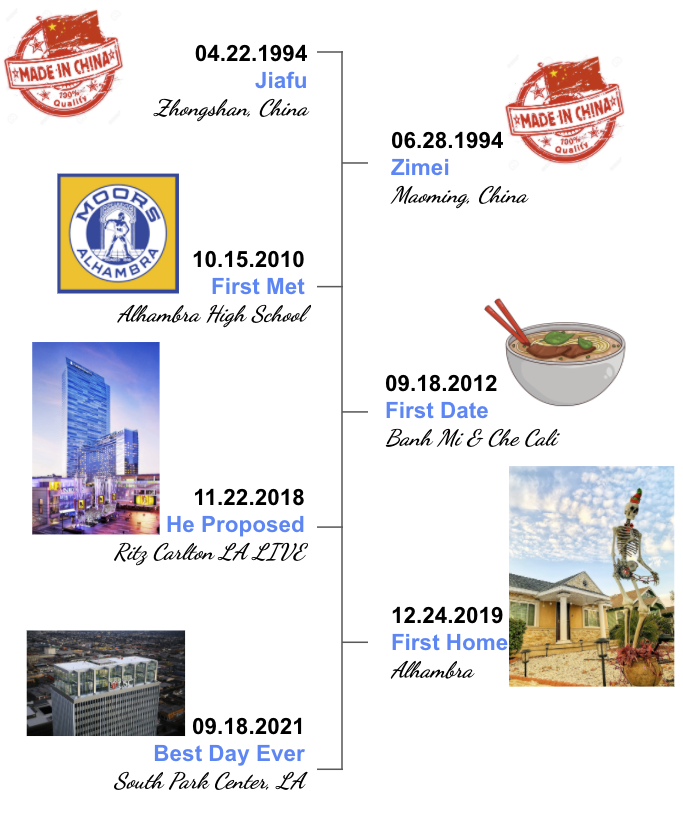 MADE IN CHINA
100%
Quality
04.22.1994
Jiafu
Zhongshan, China
MADE IN CHINA
100%
Quality
06.28.1994
Zimei
Maoming, China
MOORS
ALHAMBRA
10.15.2010
First Met
Alhambra High School
09.18.2012
First Date
Banh Mi & Che Cali
11.22.2018
He Proposed
Ritz Carlton LA LIVE
12.24.2019
First Home
Alhambra
09.18.2021
Best Day Ever
South Park Center, LA